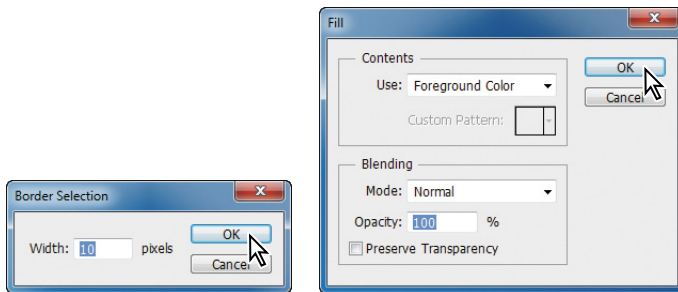 Border Selection
Width: 10 pixels
OK
Cancel
Fill
Contents
Use: Foreground Color
Custom Pattern:
OK
Cancel
Blending
Mode: Normal
Opacity: 100 %
Preserve Transparency